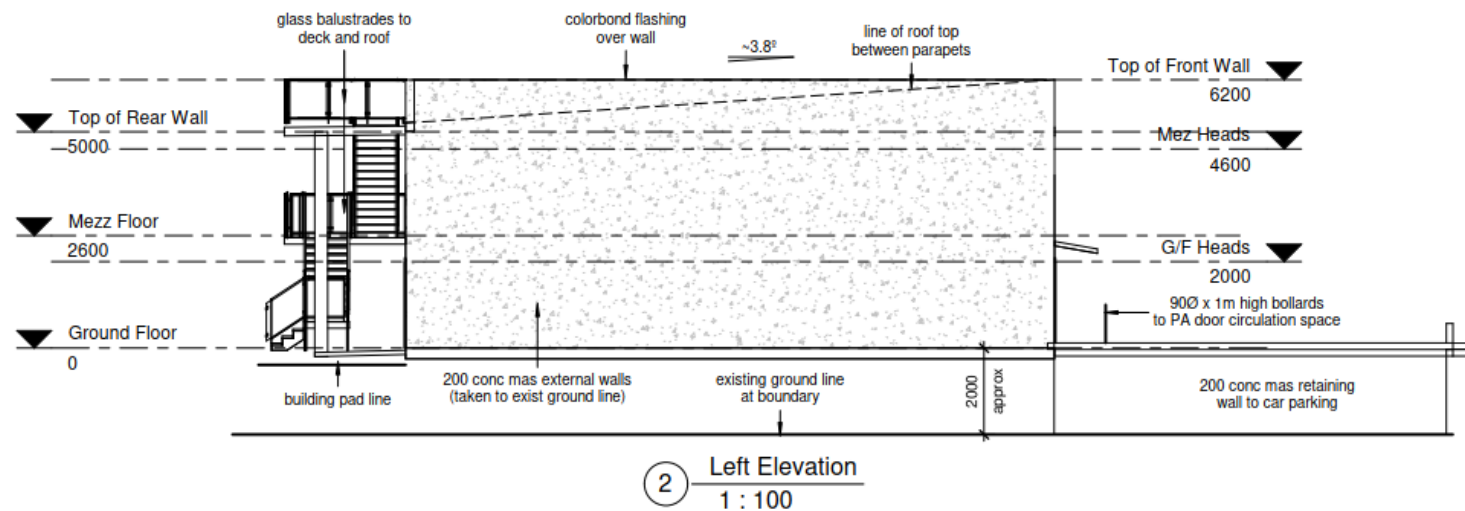 glass balustrades to
deck and roof
colorbond flashing
over wall
~3.8º
line of roof top
between parapets
Top of Front Wall
6200
Top of Rear Wall
5000
Mez Heads
4600
Mezz Floor
2600
G/F Heads
2000
90Ø x 1m high bollards
to PA door circulation space
Ground Floor
0
building pad line
200 conc mas external walls
(taken to exist ground line)
existing ground line
at boundary
2000
approx
200 conc mas retaining
wall to car parking
2
Left Elevation
1 : 100